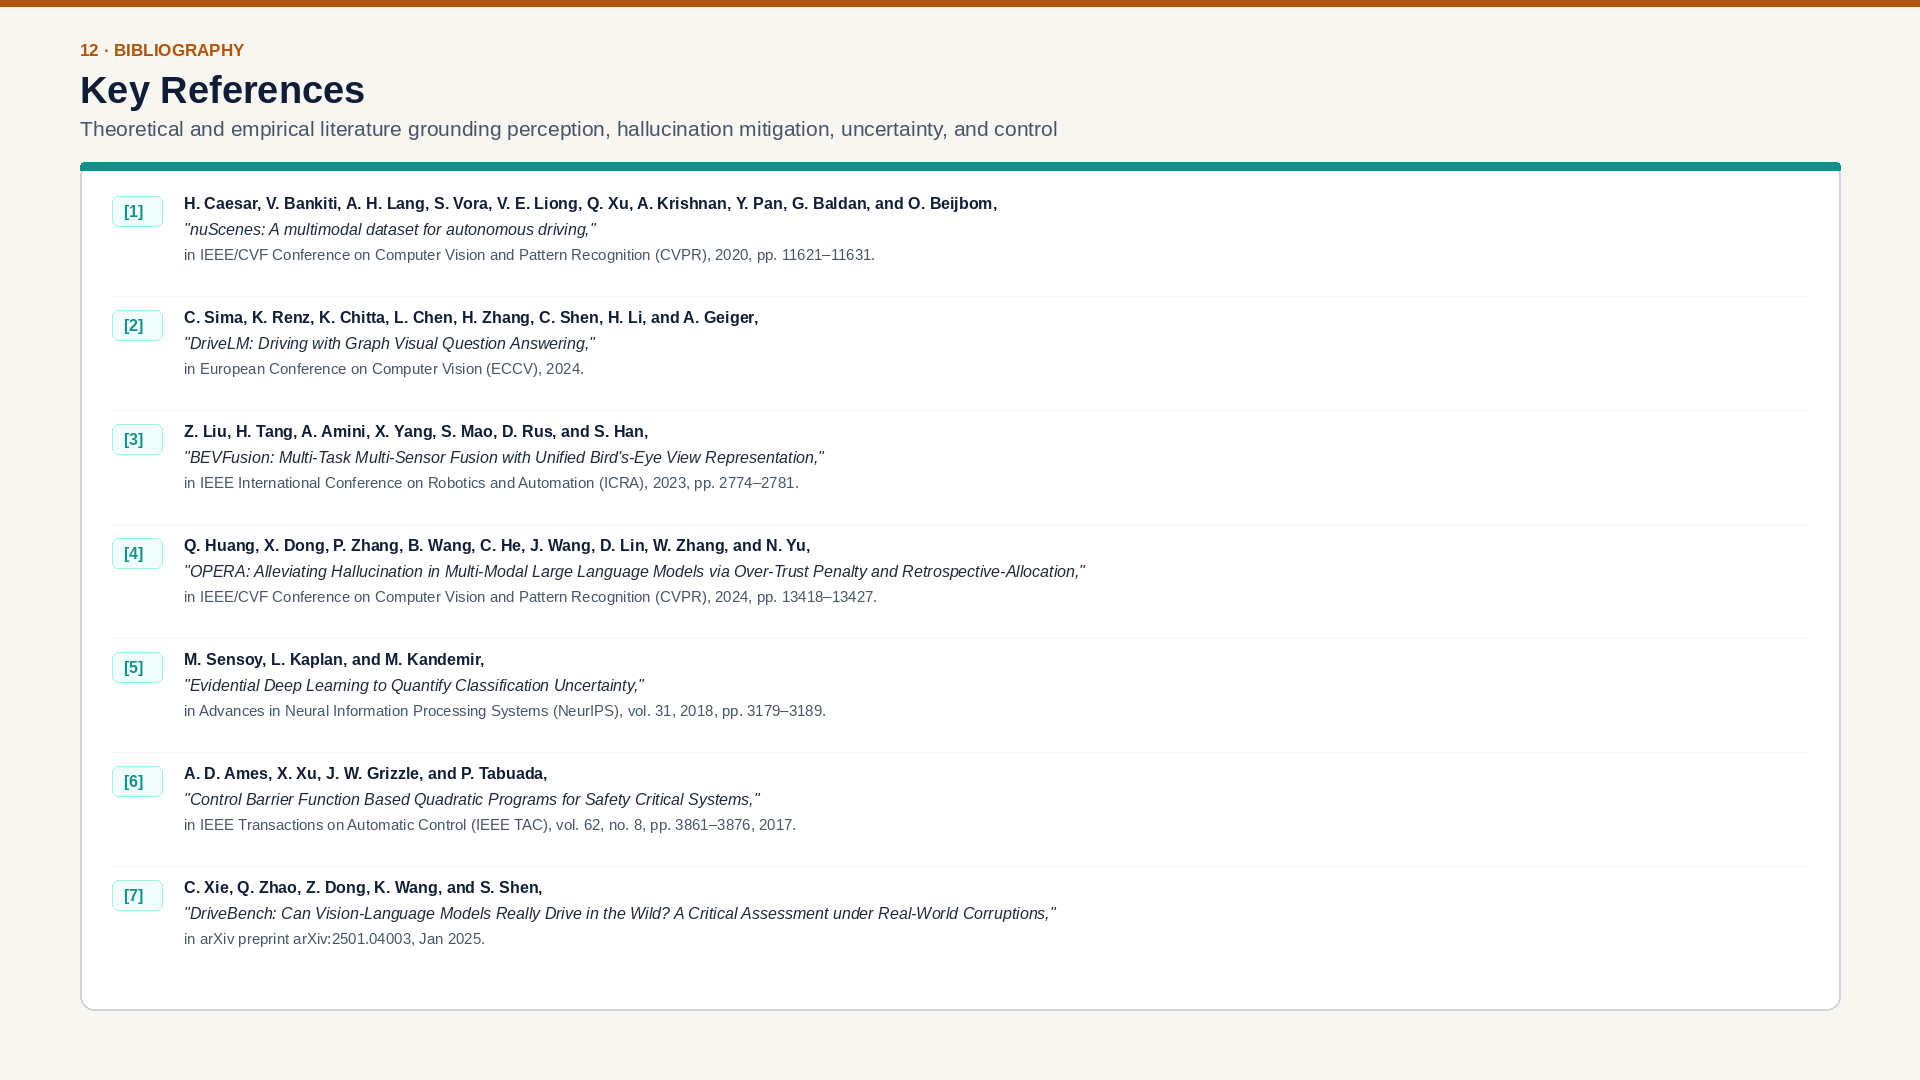 12 · BIBLIOGRAPHY
Key References
Theoretical and empirical literature grounding perception, hallucination mitigation, uncertainty, and control
[1]
H. Caesar, V. Bankiti, A. H. Lang, S. Vora, V. E. Liong, Q. Xu, A. Krishnan, Y. Pan, G. Baldan, and O. Beijbom,
"nuScenes: A multimodal dataset for autonomous driving,"
in IEEE/CVF Conference on Computer Vision and Pattern Recognition (CVPR), 2020, pp. 11621–11631.
[2]
C. Sima, K. Renz, K. Chitta, L. Chen, H. Zhang, C. Shen, H. Li, and A. Geiger,
"DriveLM: Driving with Graph Visual Question Answering,"
in European Conference on Computer Vision (ECCV), 2024.
[3]
Z. Liu, H. Tang, A. Amini, X. Yang, S. Mao, D. Rus, and S. Han,
"BEVFusion: Multi-Task Multi-Sensor Fusion with Unified Bird's-Eye View Representation,"
in IEEE International Conference on Robotics and Automation (ICRA), 2023, pp. 2774–2781.
[4]
Q. Huang, X. Dong, P. Zhang, B. Wang, C. He, J. Wang, D. Lin, W. Zhang, and N. Yu,
"OPERA: Alleviating Hallucination in Multi-Modal Large Language Models via Over-Trust Penalty and Retrospective-Allocation,"
in IEEE/CVF Conference on Computer Vision and Pattern Recognition (CVPR), 2024, pp. 13418–13427.
[5]
M. Sensoy, L. Kaplan, and M. Kandemir,
"Evidential Deep Learning to Quantify Classification Uncertainty,"
in Advances in Neural Information Processing Systems (NeurIPS), vol. 31, 2018, pp. 3179–3189.
[6]
A. D. Ames, X. Xu, J. W. Grizzle, and P. Tabuada,
"Control Barrier Function Based Quadratic Programs for Safety Critical Systems,"
in IEEE Transactions on Automatic Control (IEEE TAC), vol. 62, no. 8, pp. 3861–3876, 2017.
[7]
C. Xie, Q. Zhao, Z. Dong, K. Wang, and S. Shen,
"DriveBench: Can Vision-Language Models Really Drive in the Wild? A Critical Assessment under Real-World Corruptions,"
in arXiv preprint arXiv:2501.04003, Jan 2025.